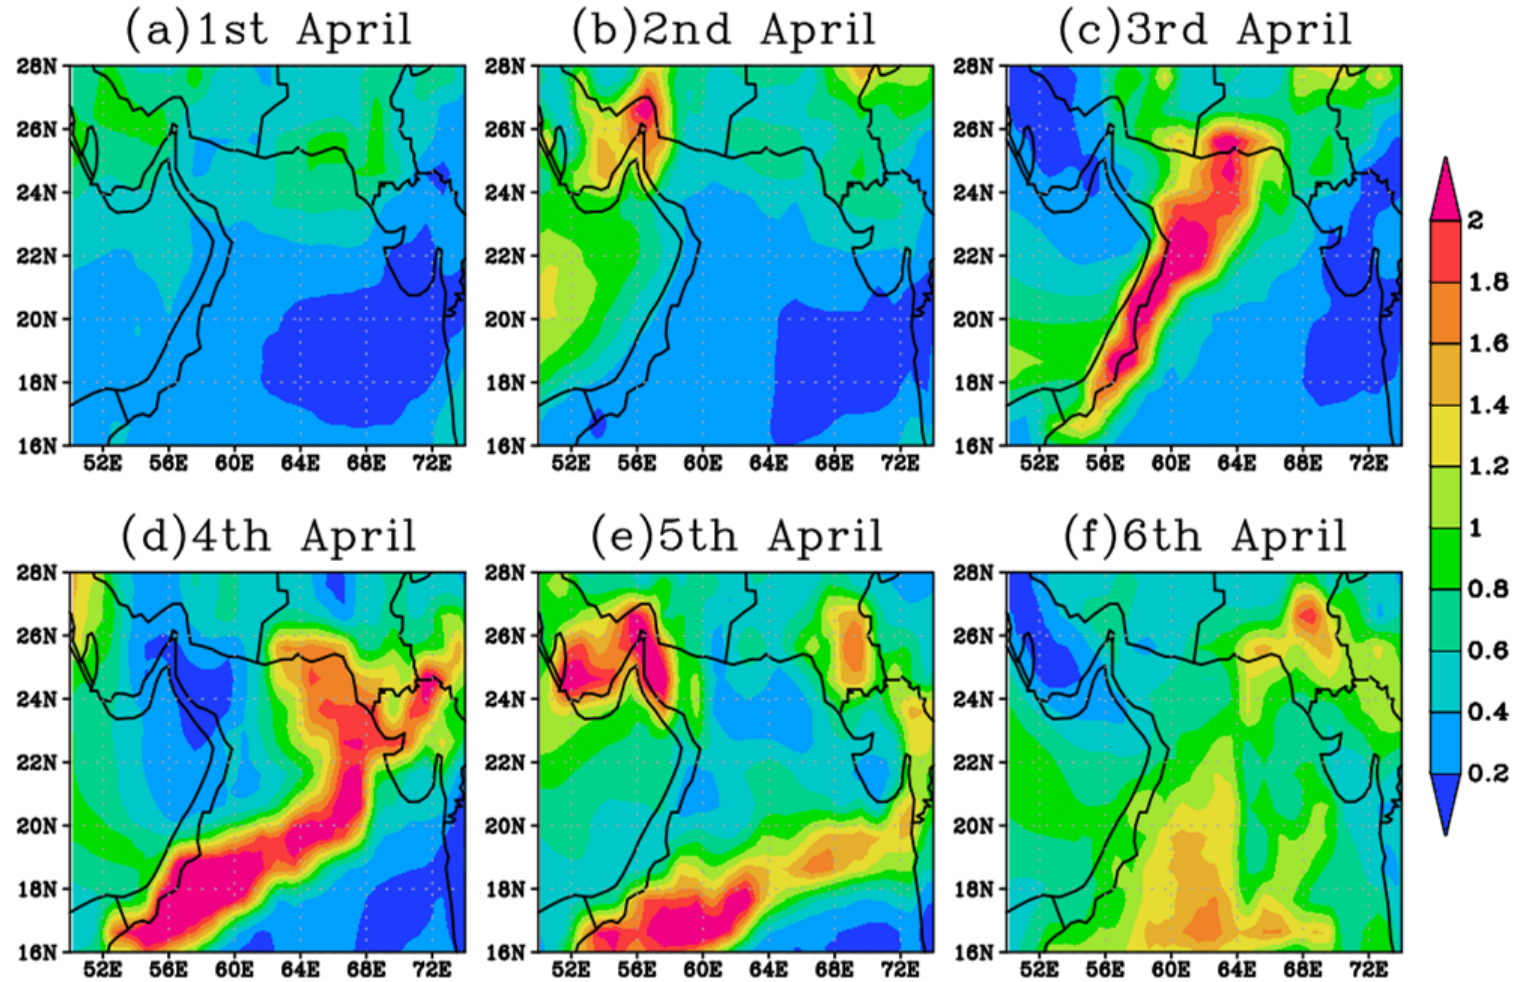 (a)1st April (b)2nd April (c)3rd April
28N 28N 28N
26N 26N 26N
24N 24N 24N
22N 22N 22N
20N 20N 20N
18N 18N 18N
16N 16N 16N
52E 56E 60E 64E 68E 72E 52E 56E 60E 64E 68E 72E 52E 56E 60E 64E 68E 72E
(d)4th April (e)5th April (f)6th April
28N 28N 28N
26N 26N 26N
24N 24N 24N
22N 22N 22N
20N 20N 20N
18N 18N 18N
16N 16N 16N
52E 56E 60E 64E 68E 72E 52E 56E 60E 64E 68E 72E 52E 56E 60E 64E 68E 72E
2
1.8
1.6
1.4
1.2
1
0.8
0.6
0.4
0.2